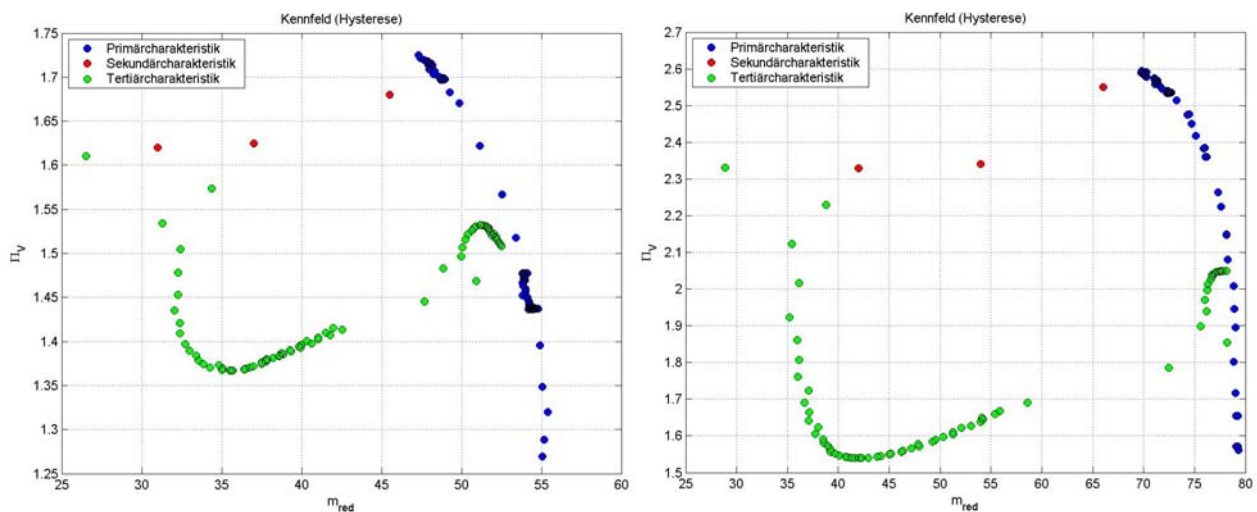 Kennfeld (Hysterese)
1.75
1.7
1.65
1.6
1.55
1.5
1.45
1.4
1.35
1.3
1.25
Π_V
Primärcharakteristik
Sekundärcharakteristik
Tertiärcharakteristik
25 30 35 40 45 50 55 60
m_red
Kennfeld (Hysterese)
2.7
2.6
2.5
2.4
2.3
2.2
2.1
2
1.9
1.8
1.7
1.6
1.5
Π_V
Primärcharakteristik
Sekundärcharakteristik
Tertiärcharakteristik
25 30 35 40 45 50 55 60 65 70 75 80
m_red